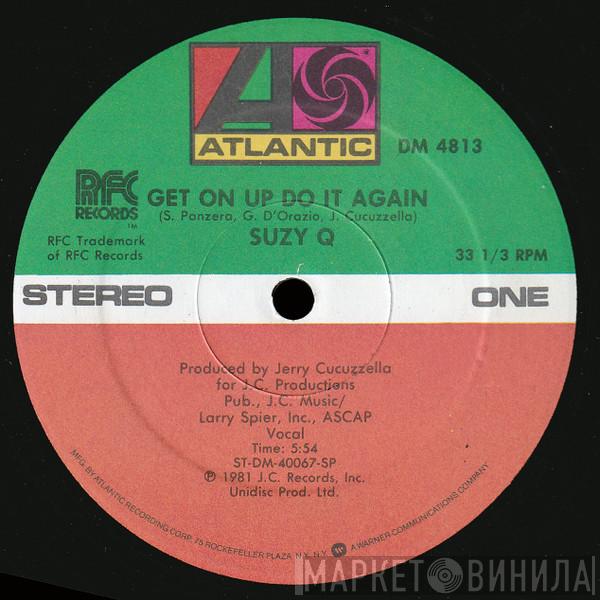 ATLANTIC
DM 4813
RFC
RECORDS
TM
GET ON UP DO IT AGAIN
(S. Panzera, G. D'Orazio, J. Cucuzzella)
SUZY Q
RFC Trademark
of RFC Records
33 1/3 RPM
STEREO
ONE
Produced by Jerry Cucuzzella
for J.C. Productions
Pub., J.C. Music/
Larry Spier, Inc., ASCAP
Vocal
Time: 5:54
ST-DM-40067-SP
℗ 1981 J.C. Records, Inc.
Unidisc Prod. Ltd.
MFG. BY ATLANTIC RECORDING CORP. 75 ROCKEFELLER PLAZA, N.Y. N.Y. A WARNER COMMUNICATIONS COMPANY
МАРКЕТ ВИНИЛА